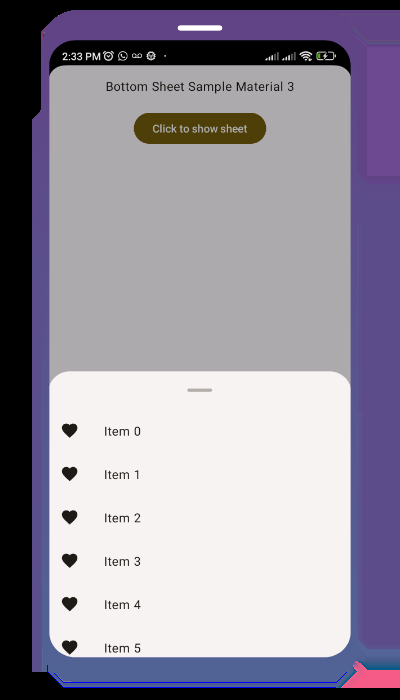 2:33 PM
Bottom Sheet Sample Material 3
Click to show sheet
Item 0
Item 1
Item 2
Item 3
Item 4
Item 5